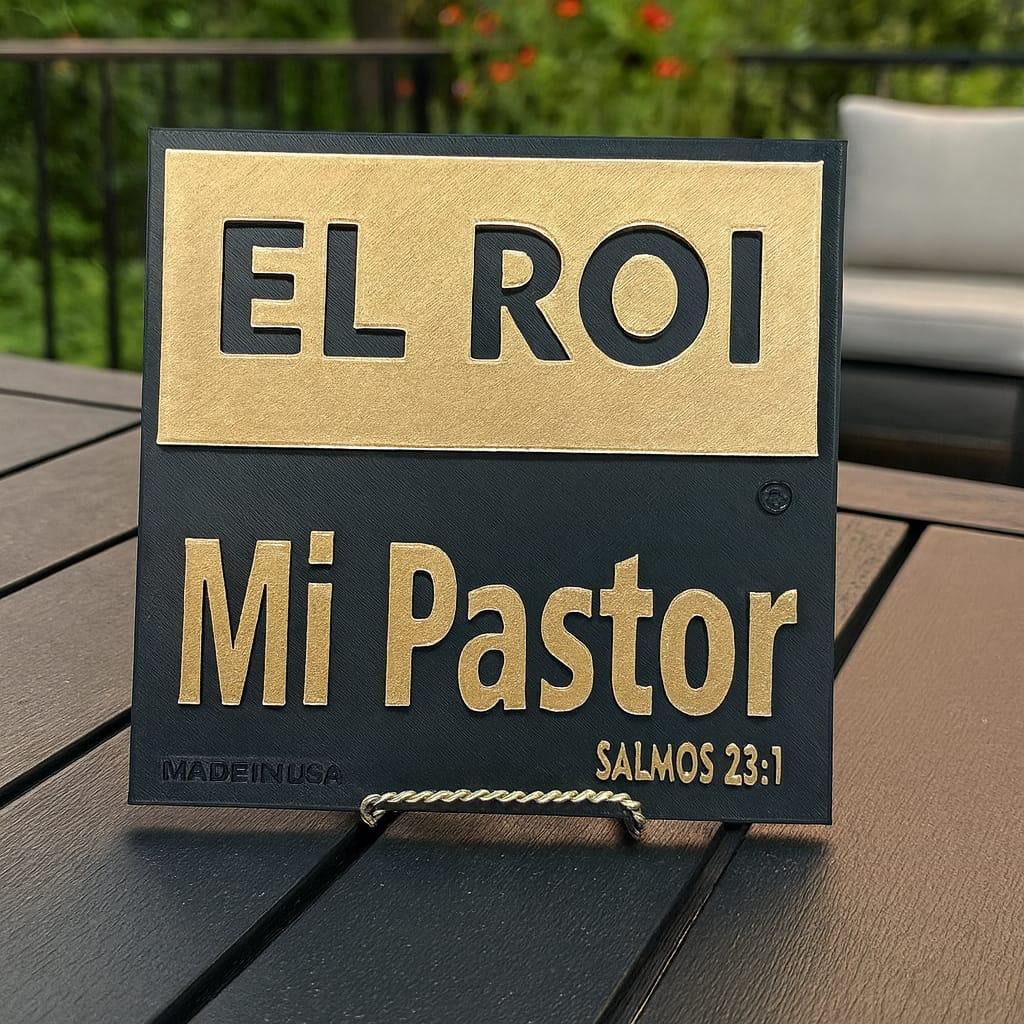 EL ROI
Mi Pastor
SALMOS 23:1
MADEINUSA